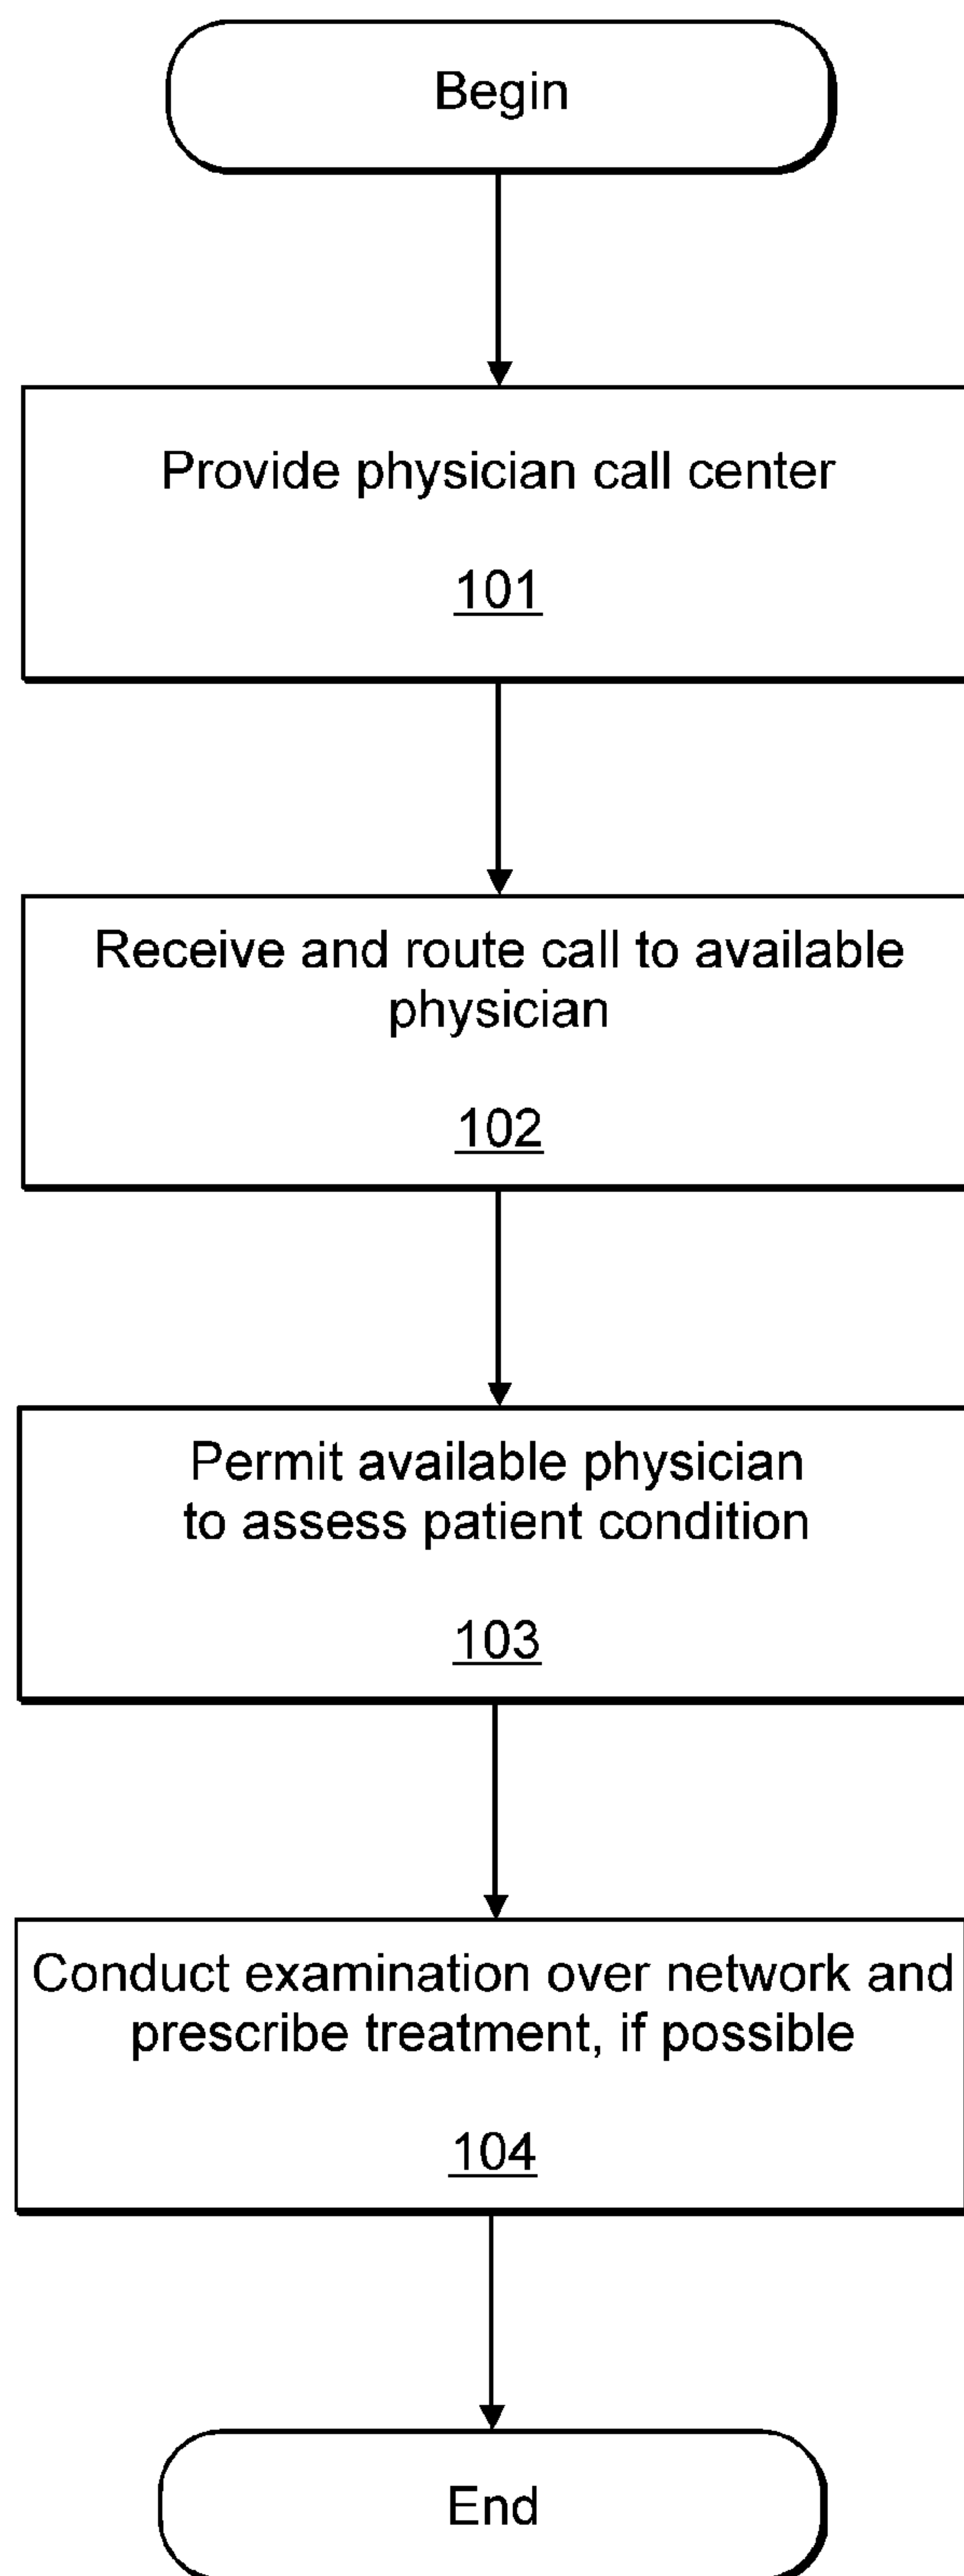 Begin
Provide physician call center
101
Receive and route call to available
physician
102
Permit available physician
to assess patient condition
103
Conduct examination over network and
prescribe treatment, if possible
104
End